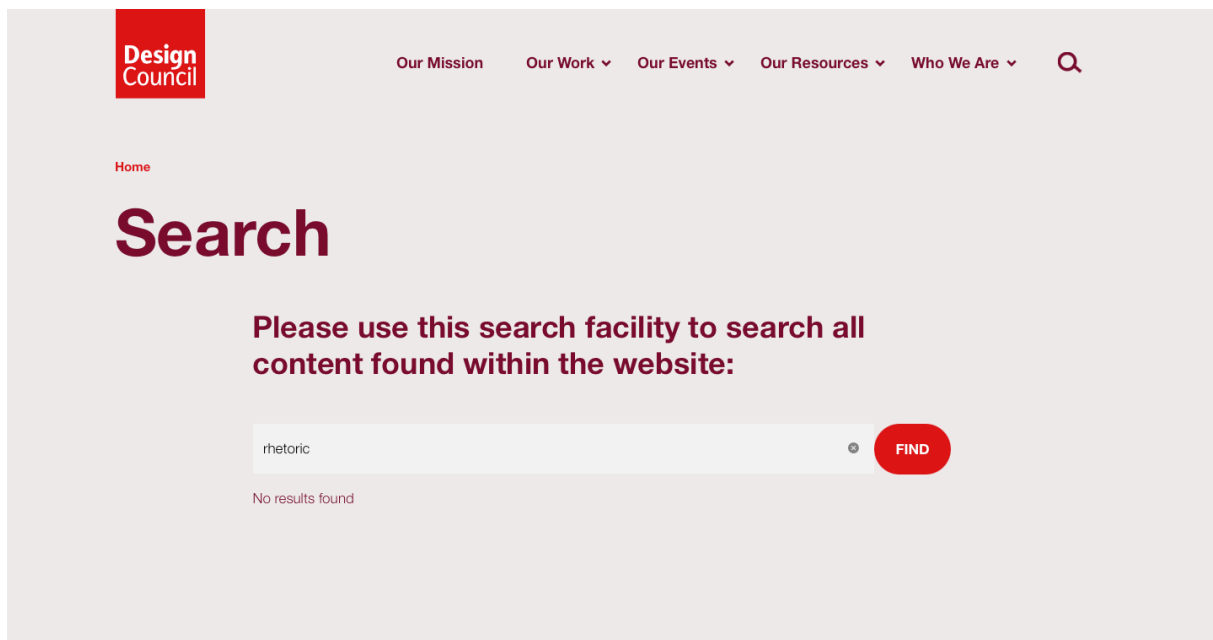 Design
Council
Our Mission Our Work Our Events Our Resources Who We Are
Home
Search
Please use this search facility to search all
content found within the website:
rhetoric
FIND
No results found